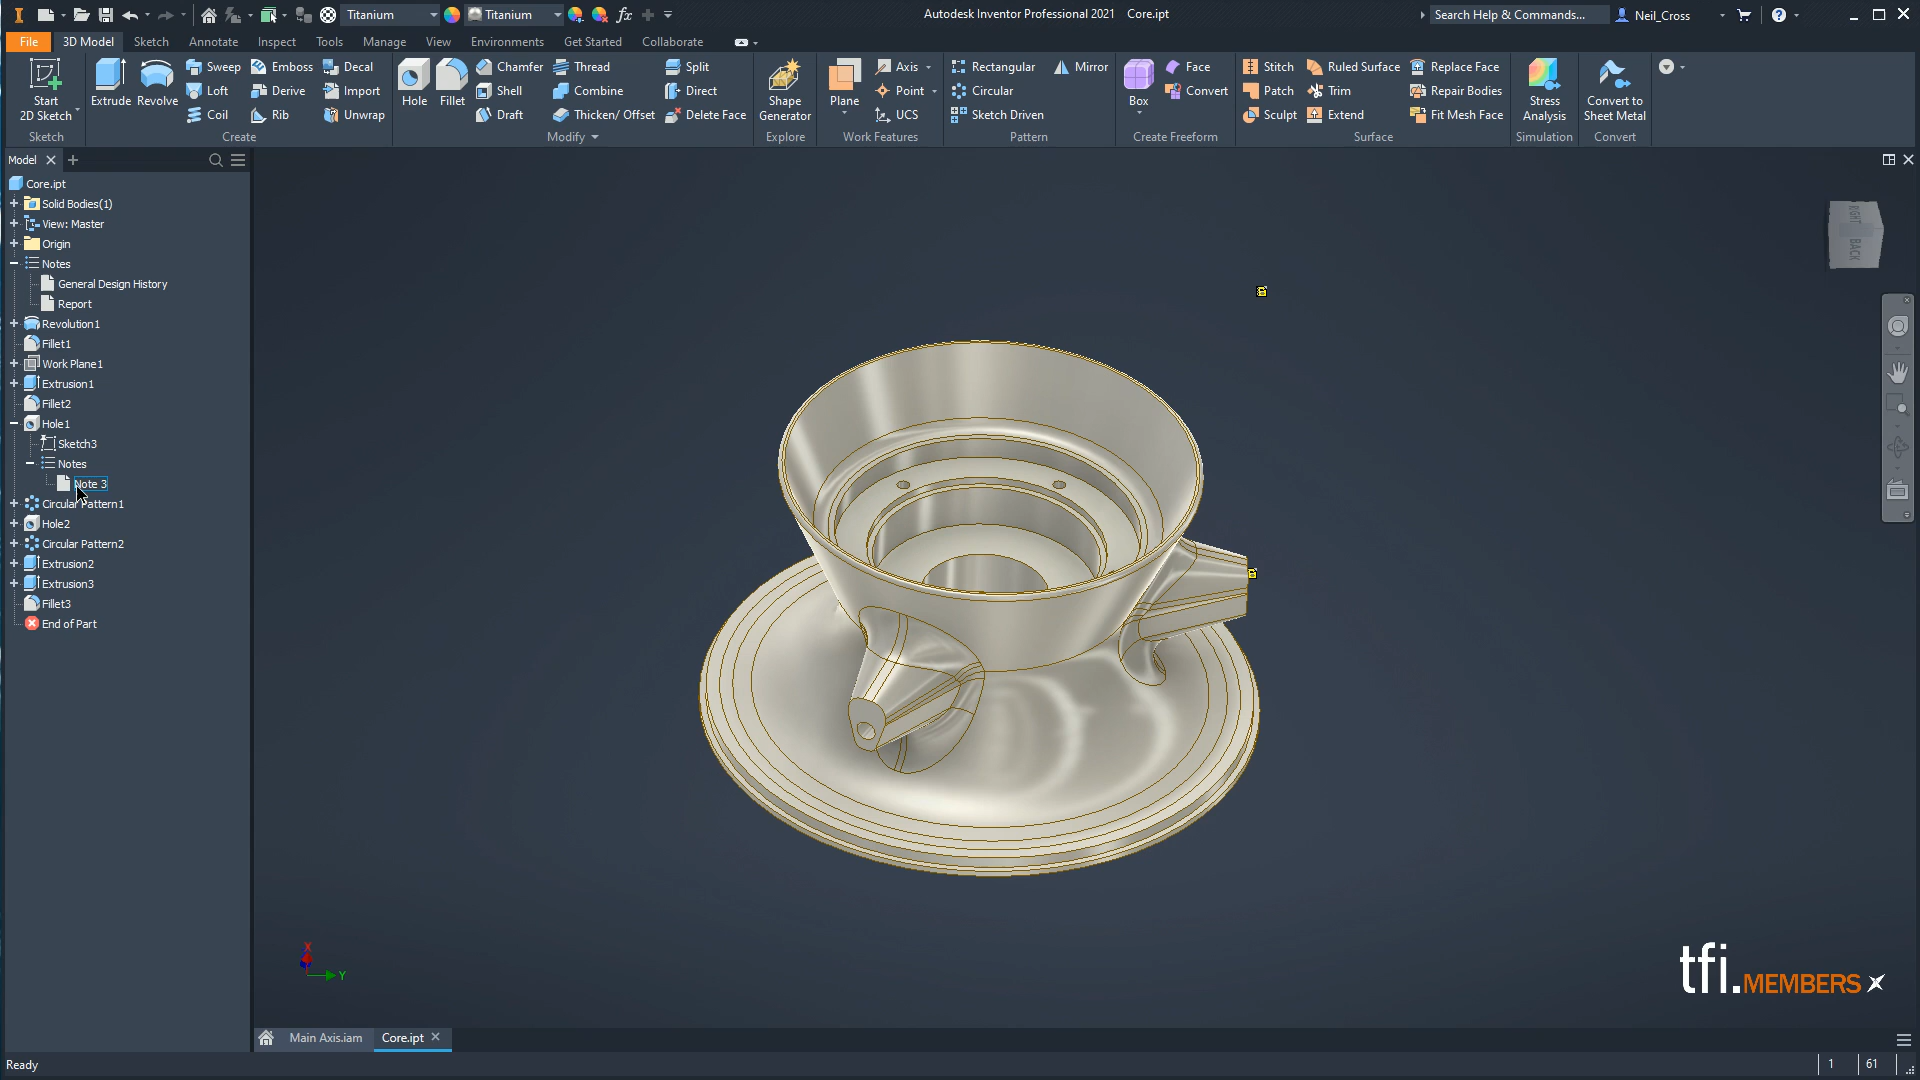 Titanium Titanium fx Autodesk Inventor Professional 2021 Core.ipt Search Help & Commands... Neil_Cross
File 3D Model Sketch Annotate Inspect Tools Manage View Environments Get Started Collaborate
Start 2D Sketch
Sketch
Extrude Revolve Sweep Emboss Decal
Loft Derive Import
Coil Rib Unwrap
Create
Hole Fillet Chamfer Thread Split
Shell Combine Direct
Draft Thicken/ Offset Delete Face
Modify
Shape Generator
Explore
Plane Axis
Point
UCS
Work Features
Rectangular Mirror
Circular
Sketch Driven
Pattern
Box Face
Convert
Create Freeform
Stitch Ruled Surface Replace Face
Patch Trim Repair Bodies
Sculpt Extend Fit Mesh Face
Surface
Stress Analysis
Simulation
Convert to Sheet Metal
Convert
Model
Core.ipt
Solid Bodies(1)
View: Master
Origin
Notes
General Design History
Report
Revolution1
Fillet1
Work Plane1
Extrusion1
Fillet2
Hole1
Sketch3
Notes
Note 3
Circular Pattern1
Hole2
Circular Pattern2
Extrusion2
Extrusion3
Fillet3
End of Part
RIGHT
BACK
X
Y
tfi.MEMBERS
Main Axis.iam Core.ipt
Ready 1 61